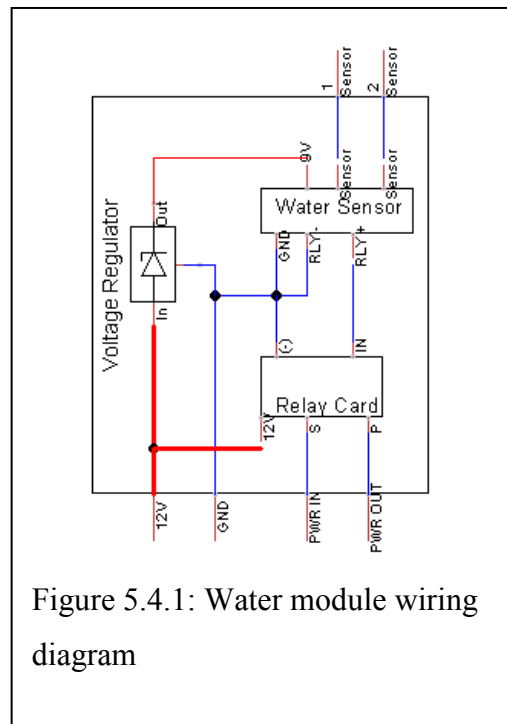 1 2
Sensor Sensor
9V Sensor Sensor
Out
Water Sensor
Voltage Regulator
GND RLY- RLY+
In
(-) IN
Relay Card
12V S P
12V GND PWR IN PWR OUT
Figure 5.4.1: Water module wiring
diagram